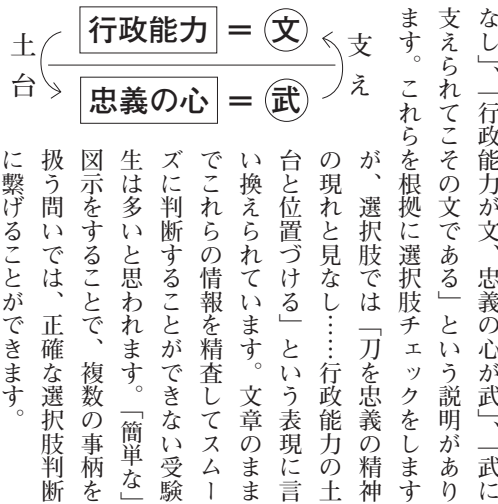 なし」、「行政能力が文、忠義の心が武」、「武に
支えられてこその文である」という説明があり
ます。これらを根拠に選択肢チェックをします
が、選択肢では「刀を忠義の精神
の現れと見なし……行政能力の土
台と位置づける」という表現に言
い換えられています。文章のまま
でこれらの情報を精査してスムー
ズに判断することができない受験
生は多いと思われます。「簡単な」
図示をすることで、複数の事柄を
扱う問いでは、正確な選択肢判断
に繋げることができます。
支え
行政能力 = 文
忠義の心 = 武
土台